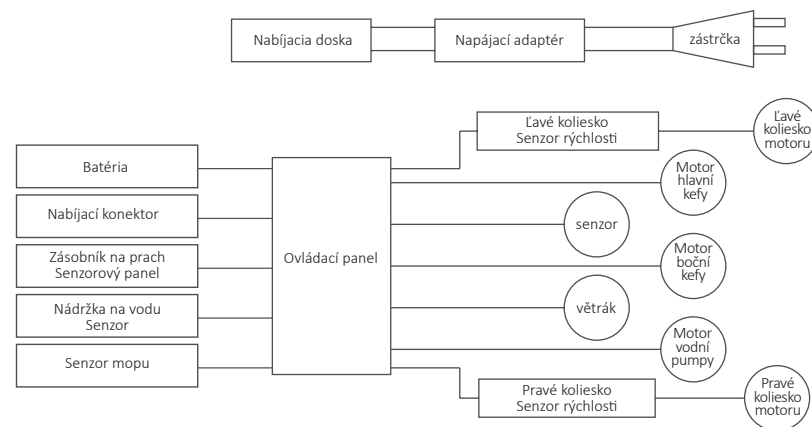 Nabíjacia doska
Napájací adaptér
zástrčka
Ľavé koliesko
Senzor rýchlosti
Ľavé
koliesko
motoru
Batéria
Motor
hlavní
kefy
Nabíjací konektor
senzor
Zásobník na prach
Senzorový panel
Ovládací panel
Motor
boční
kefy
Nádržka na vodu
Senzor
větrák
Senzor mopu
Motor
vodní
pumpy
Pravé koliesko
Senzor rýchlosti
Pravé
koliesko
motoru